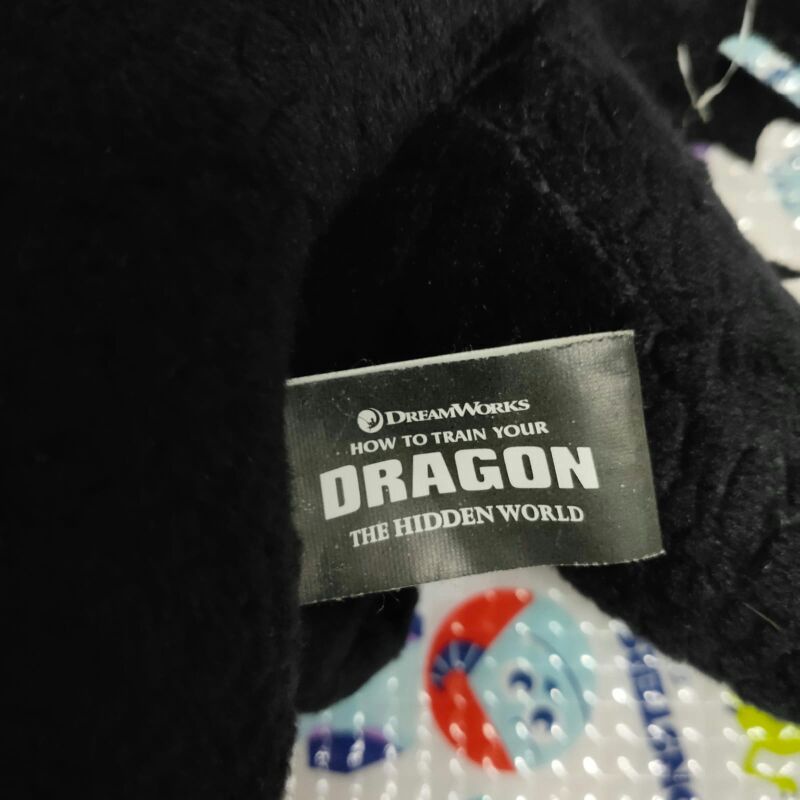 DREAMWORKS
HOW TO TRAIN YOUR
DRAGON
THE HIDDEN WORLD